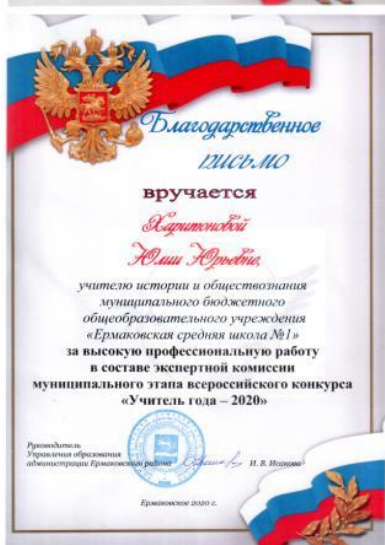 Благодарственное
письмо
вручается
Харитоновой
Юлии Юрьевне,
учителю истории и обществознания
муниципального бюджетного
общеобразовательного учреждения
«Ермаковская средняя школа №1»
за высокую профессиональную работу
в составе экспертной комиссии
муниципального этапа всероссийского конкурса
«Учитель года – 2020»
Руководитель
Управления образования
администрации Ермаковского района И. В. Исакова
Ермаковское 2020 г.